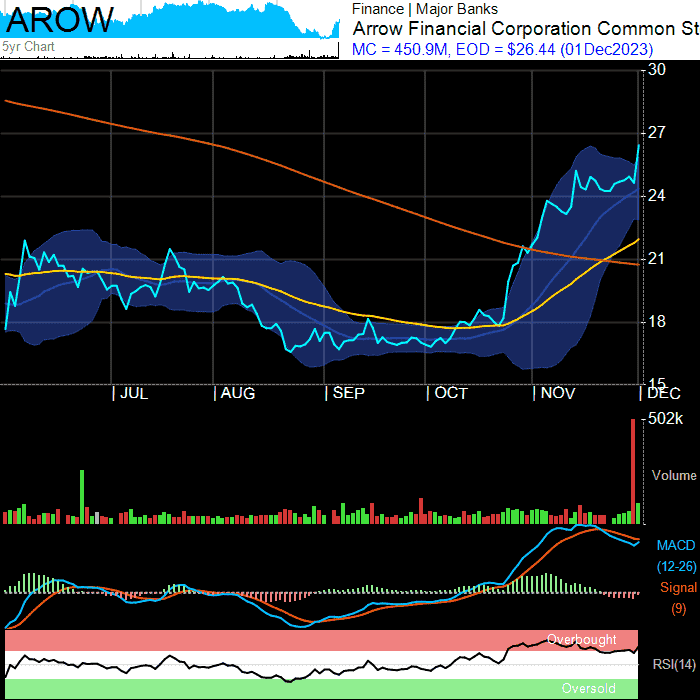 AROW
5yr Chart
Finance | Major Banks
Arrow Financial Corporation Common St
MC = 450.9M, EOD = $26.44 (01Dec2023)
30
27
24
21
18
15
JUL
AUG
SEP
OCT
NOV
DEC
502k
Volume
MACD
(12-26)
Signal
(9)
Overbought
RSI(14)
Oversold